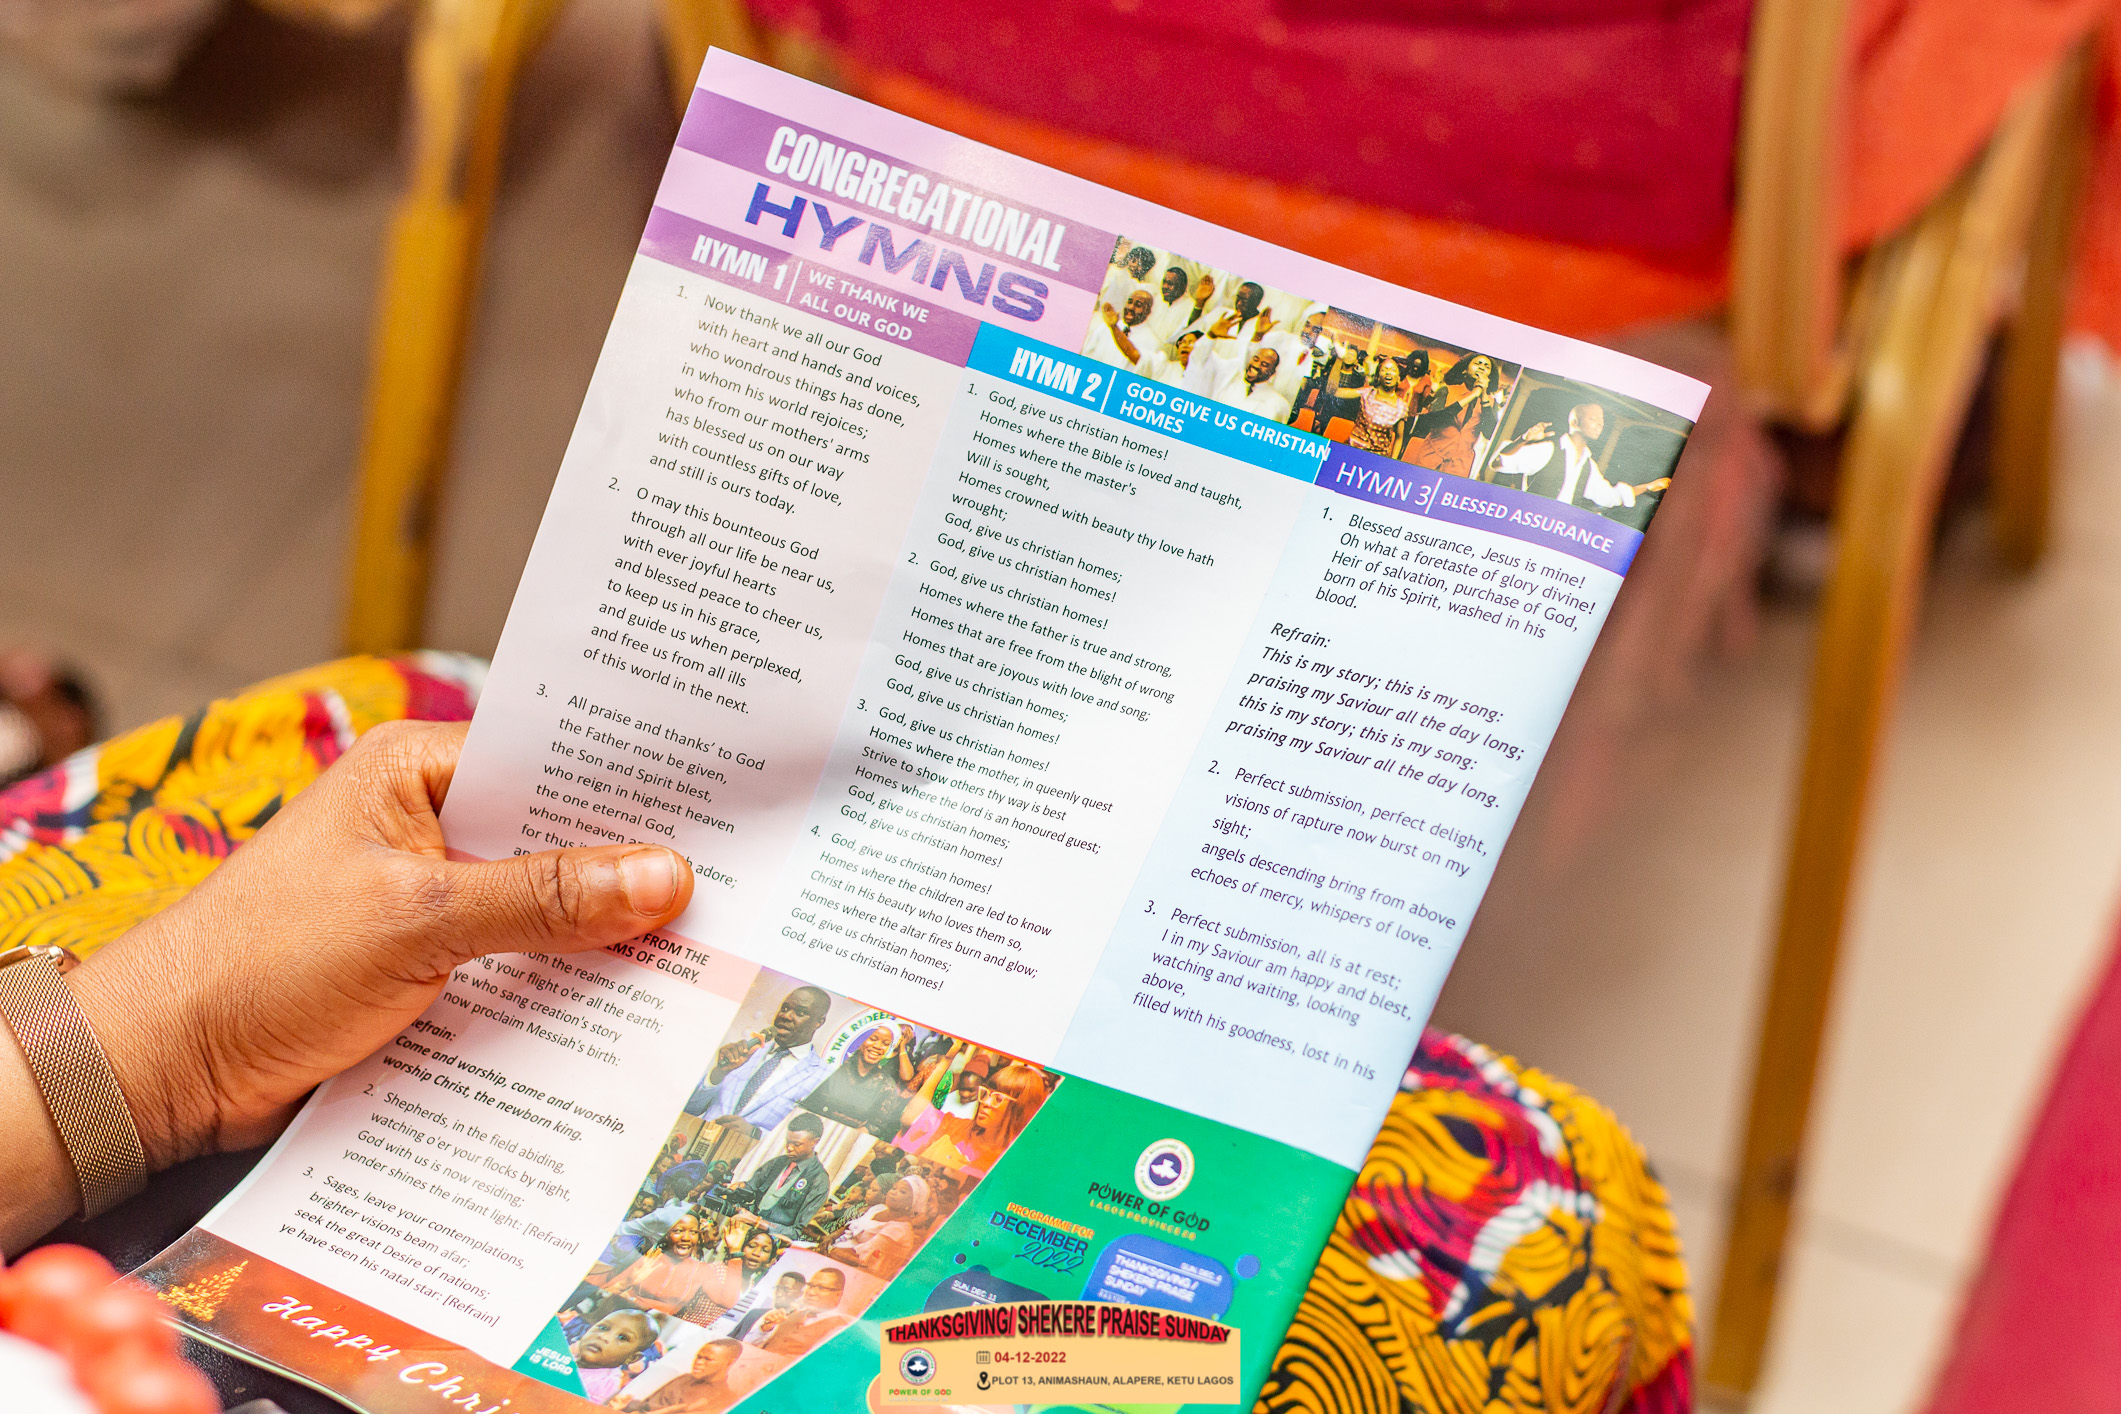 CONGREGATIONAL
HYMNS
HYMN 1
WE THANK WE
ALL OUR GOD
1. Now thank we all our God
with heart and hands and voices,
who wondrous things has done,
in whom his world rejoices;
who from our mothers' arms
has blessed us on our way
with countless gifts of love,
and still is ours today.
2. O may this bounteous God
through all our life be near us,
with ever joyful hearts
and blessed peace to cheer us,
to keep us in his grace,
and guide us when perplexed,
and free us from all ills
of this world in the next.
3. All praise and thanks' to God
the Father now be given,
the Son and Spirit blest,
who reign in highest heaven
the one eternal God,
whom heaven adore;
for thus
HYMN 2
GOD GIVE US CHRISTIAN
HOMES
1. God, give us christian homes!
Homes where the Bible is loved and taught,
Homes where the master's
Will is sought,
Homes crowned with beauty thy love hath
wrought;
God, give us christian homes;
God, give us christian homes!
2. God, give us christian homes!
Homes where the father is true and strong,
Homes that are free from the blight of wrong
Homes that are joyous with love and song;
God, give us christian homes;
God, give us christian homes!
3. God, give us christian homes!
Homes where the mother, in queenly quest
Strive to show others thy way is best
Homes where the lord is an honoured guest;
God, give us christian homes;
God, give us christian homes!
4. God, give us christian homes!
Homes where the children are led to know
Christ in His beauty who loves them so,
Homes where the altar fires burn and glow;
God, give us christian homes;
God, give us christian homes!
HYMN 3
BLESSED ASSURANCE
1. Blessed assurance, Jesus is mine!
Oh what a foretaste of glory divine!
Heir of salvation, purchase of God,
born of his Spirit, washed in his
blood.
Refrain:
This is my story; this is my song:
praising my Saviour all the day long;
this is my story; this is my song:
praising my Saviour all the day long.
2. Perfect submission, perfect delight,
visions of rapture now burst on my
sight;
angels descending bring from above
echoes of mercy, whispers of love.
3. Perfect submission, all is at rest;
I in my Saviour am happy and blest,
watching and waiting, looking
above,
filled with his goodness, lost in his
FROM THE
OF GLORY,
from the realms of glory,
your flight o'er all the earth;
ye who sang creation's story
now proclaim Messiah's birth:
Refrain:
Come and worship, come and worship,
worship Christ, the newborn king.
2. Shepherds, in the field abiding,
watching o'er your flocks by night,
God with us is now residing;
yonder shines the infant light: [Refrain]
3. Sages, leave your contemplations,
brighter visions beam afar;
seek the great Desire of nations;
ye have seen his natal star: [Refrain]
Happy
JESUS
IS LORD
★ THE
POWER OF GOD
LAGOS PROVINCE
PROGRAMME FOR
DECEMBER
2022
SUN. DEC. 4
THANKSGIVING /
SHEKERE PRAISE
SUNDAY
SUN. DEC. 11
THANKSGIVING/ SHEKERE PRAISE SUNDAY
04-12-2022
PLOT 13, ANIMASHAUN, ALAPERE, KETU LAGOS
POWER OF GOD